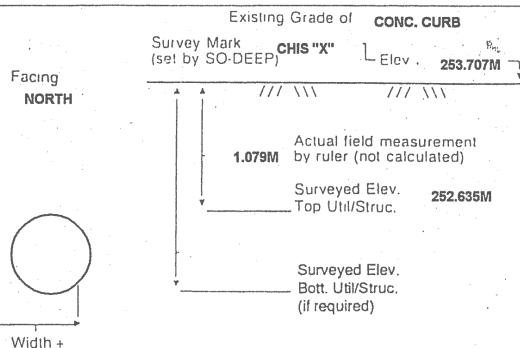 Existing Grade of CONC. CURB
Survey Mark CHIS "X" Elev. 253.707M
(set by SO-DEEP)
Facing
NORTH
1.079M Actual field measurement
by ruler (not calculated)
Surveyed Elev. 252.635M
Top Util/Struc.
Surveyed Elev.
Bott. Util/Struc.
(if required)
Width +